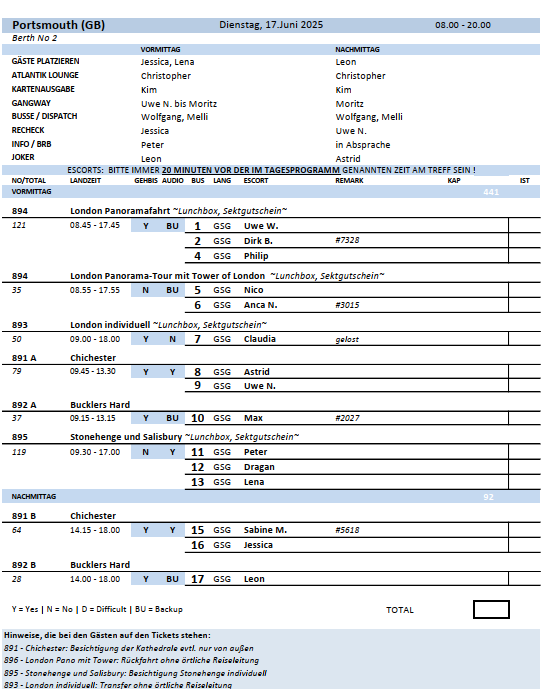 Portsmouth (GB) Dienstag, 17.Juni 2025 08.00 - 20.00
Berth No 2
VORMITTAG NACHMITTAG
GÄSTE PLATZIEREN Jessica, Lena Leon
ATLANTIK LOUNGE Christopher Christopher
KARTENAUSGABE Kim Kim
GANGWAY Uwe N. bis Moritz Moritz
BUSSE / DISPATCH Wolfgang, Melli Wolfgang, Melli
RECHECK Jessica Uwe N.
INFO / BRB Peter in Absprache
JOKER Leon Astrid
ESCORTS: BITTE IMMER 20 MINUTEN VOR DER IM TAGESPROGRAMM GENANNTEN ZEIT AM TREFF SEIN !
NO/TOTAL LANDZEIT GEHBIS AUDIO BUS LANG ESCORT REMARK KAP IST
VORMITTAG 441
894 London Panoramafahrt ~Lunchbox, Sektgutschein~
121 08.45 - 17.45 Y BU 1 GSG Uwe W.
2 GSG Dirk B. #7328
4 GSG Philip
894 London Panorama-Tour mit Tower of London ~Lunchbox, Sektgutschein~
35 08.55 - 17.55 N BU 5 GSG Nico
6 GSG Anca N. #3015
893 London individuell ~Lunchbox, Sektgutschein~
50 09.00 - 18.00 Y N 7 GSG Claudia gelost
891 A Chichester
79 09.45 - 13.30 Y Y 8 GSG Astrid
9 GSG Uwe N.
892 A Bucklers Hard
37 09.15 - 13.15 Y BU 10 GSG Max #2027
895 Stonehenge und Salisbury ~Lunchbox, Sektgutschein~
119 09.30 - 17.00 N Y 11 GSG Peter
12 GSG Dragan
13 GSG Lena
NACHMITTAG 92
891 B Chichester
64 14.15 - 18.00 Y Y 15 GSG Sabine M. #5618
16 GSG Jessica
892 B Bucklers Hard
28 14.00 - 18.00 Y BU 17 GSG Leon
Y = Yes | N = No | D = Difficult | BU = Backup TOTAL
Hinweise, die bei den Gästen auf den Tickets stehen:
891 - Chichester: Besichtigung der Kathedrale evtl. nur von außen
896 - London Pano mit Tower: Rückfahrt ohne örtliche Reiseleitung
895 - Stonehenge und Salisbury: Besichtigung Stonehenge individuell
893 - London individuell: Transfer ohne örtliche Reiseleitung